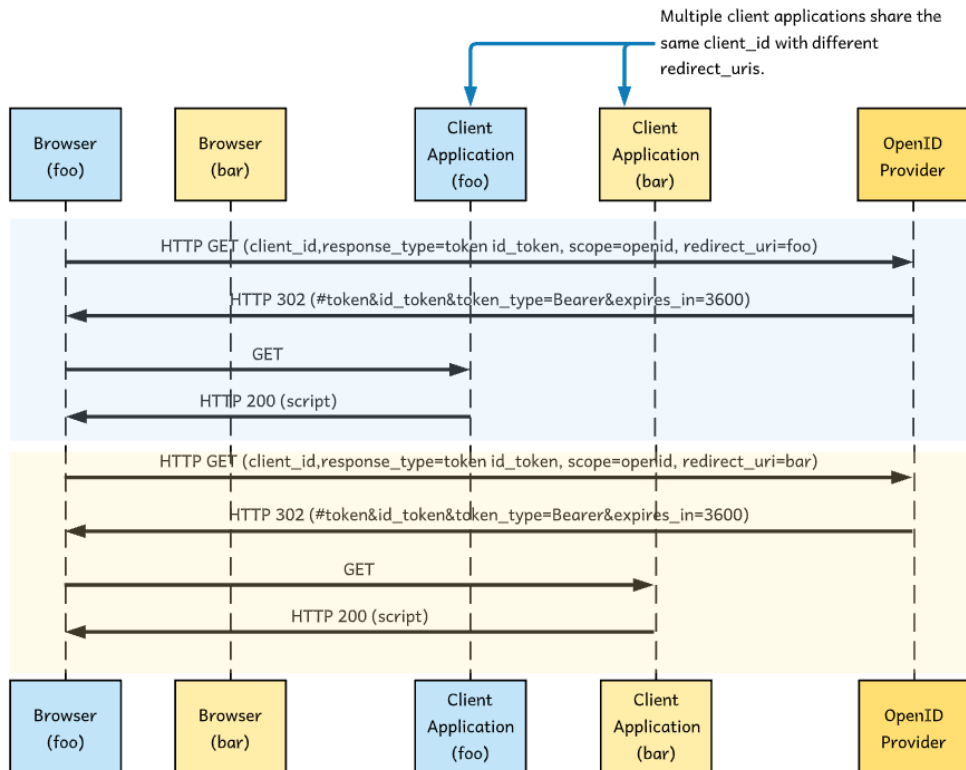 Multiple client applications share the
same client_id with different
redirect_uris.
Browser
(foo)
Browser
(bar)
Client
Application
(foo)
Client
Application
(bar)
OpenID
Provider
HTTP GET (client_id,response_type=token id_token, scope=openid, redirect_uri=foo)
HTTP 302 (#token&id_token&token_type=Bearer&expires_in=3600)
GET
HTTP 200 (script)
HTTP GET (client_id,response_type=token id_token, scope=openid, redirect_uri=bar)
HTTP 302 (#token&id_token&token_type=Bearer&expires_in=3600)
GET
HTTP 200 (script)
Browser
(foo)
Browser
(bar)
Client
Application
(foo)
Client
Application
(bar)
OpenID
Provider